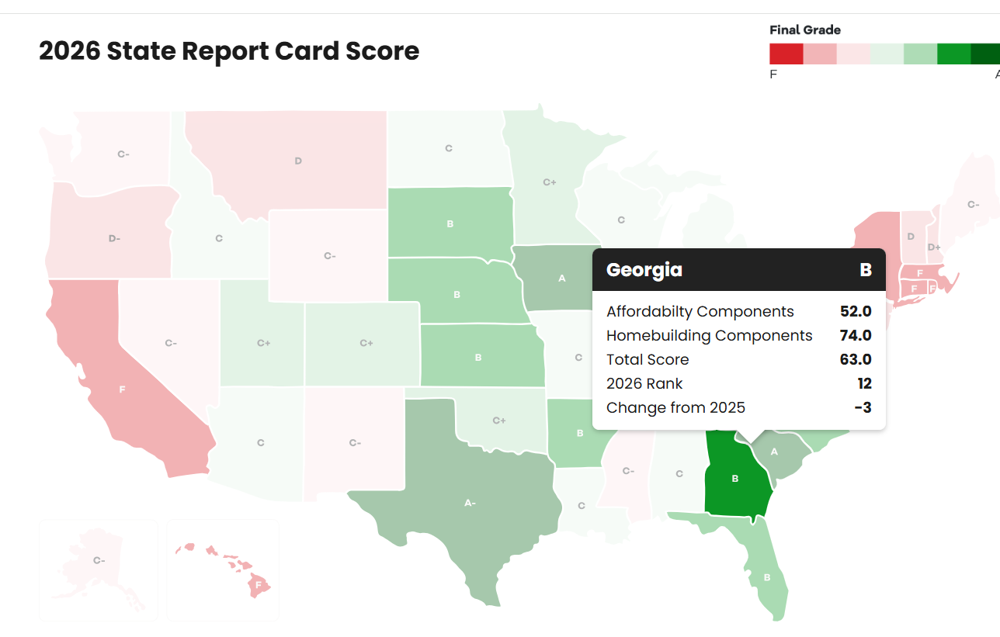 2026 State Report Card Score
Final Grade
F
C-
D
C
C+
C-
D-
C
B
C
D
D+
C-
A
F
F
F
B
C-
C+
C+
B
C
F
C+
B
C
C-
C-
C
B
A
A-
C
C-
F
B
Georgia B
Affordabilty Components 52.0
Homebuilding Components 74.0
Total Score 63.0
2026 Rank 12
Change from 2025 −3